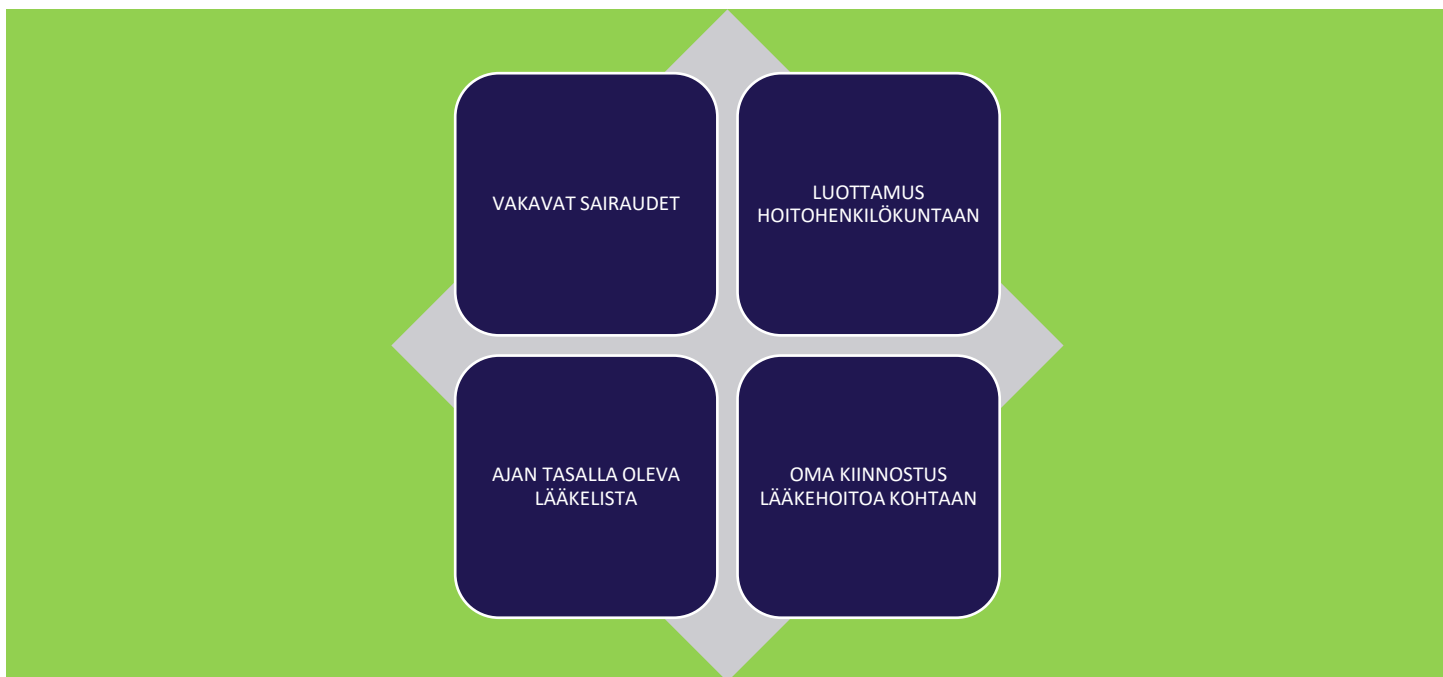 VAKAVAT SAIRAUDET
LUOTTAMUS
HOITOHENKILÖKUNTAAN
AJAN TASALLA OLEVA
LÄÄKELISTA
OMA KIINNOSTUS
LÄÄKEHOITOA KOHTAAN